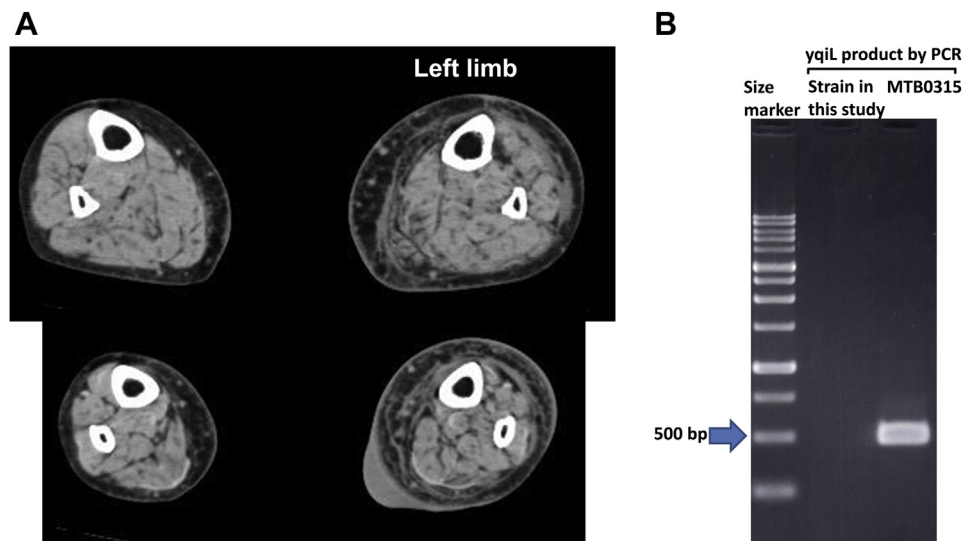 A
Left limb
B
yqiL product by PCR
Size marker
Strain in this study
MTB0315
500 bp